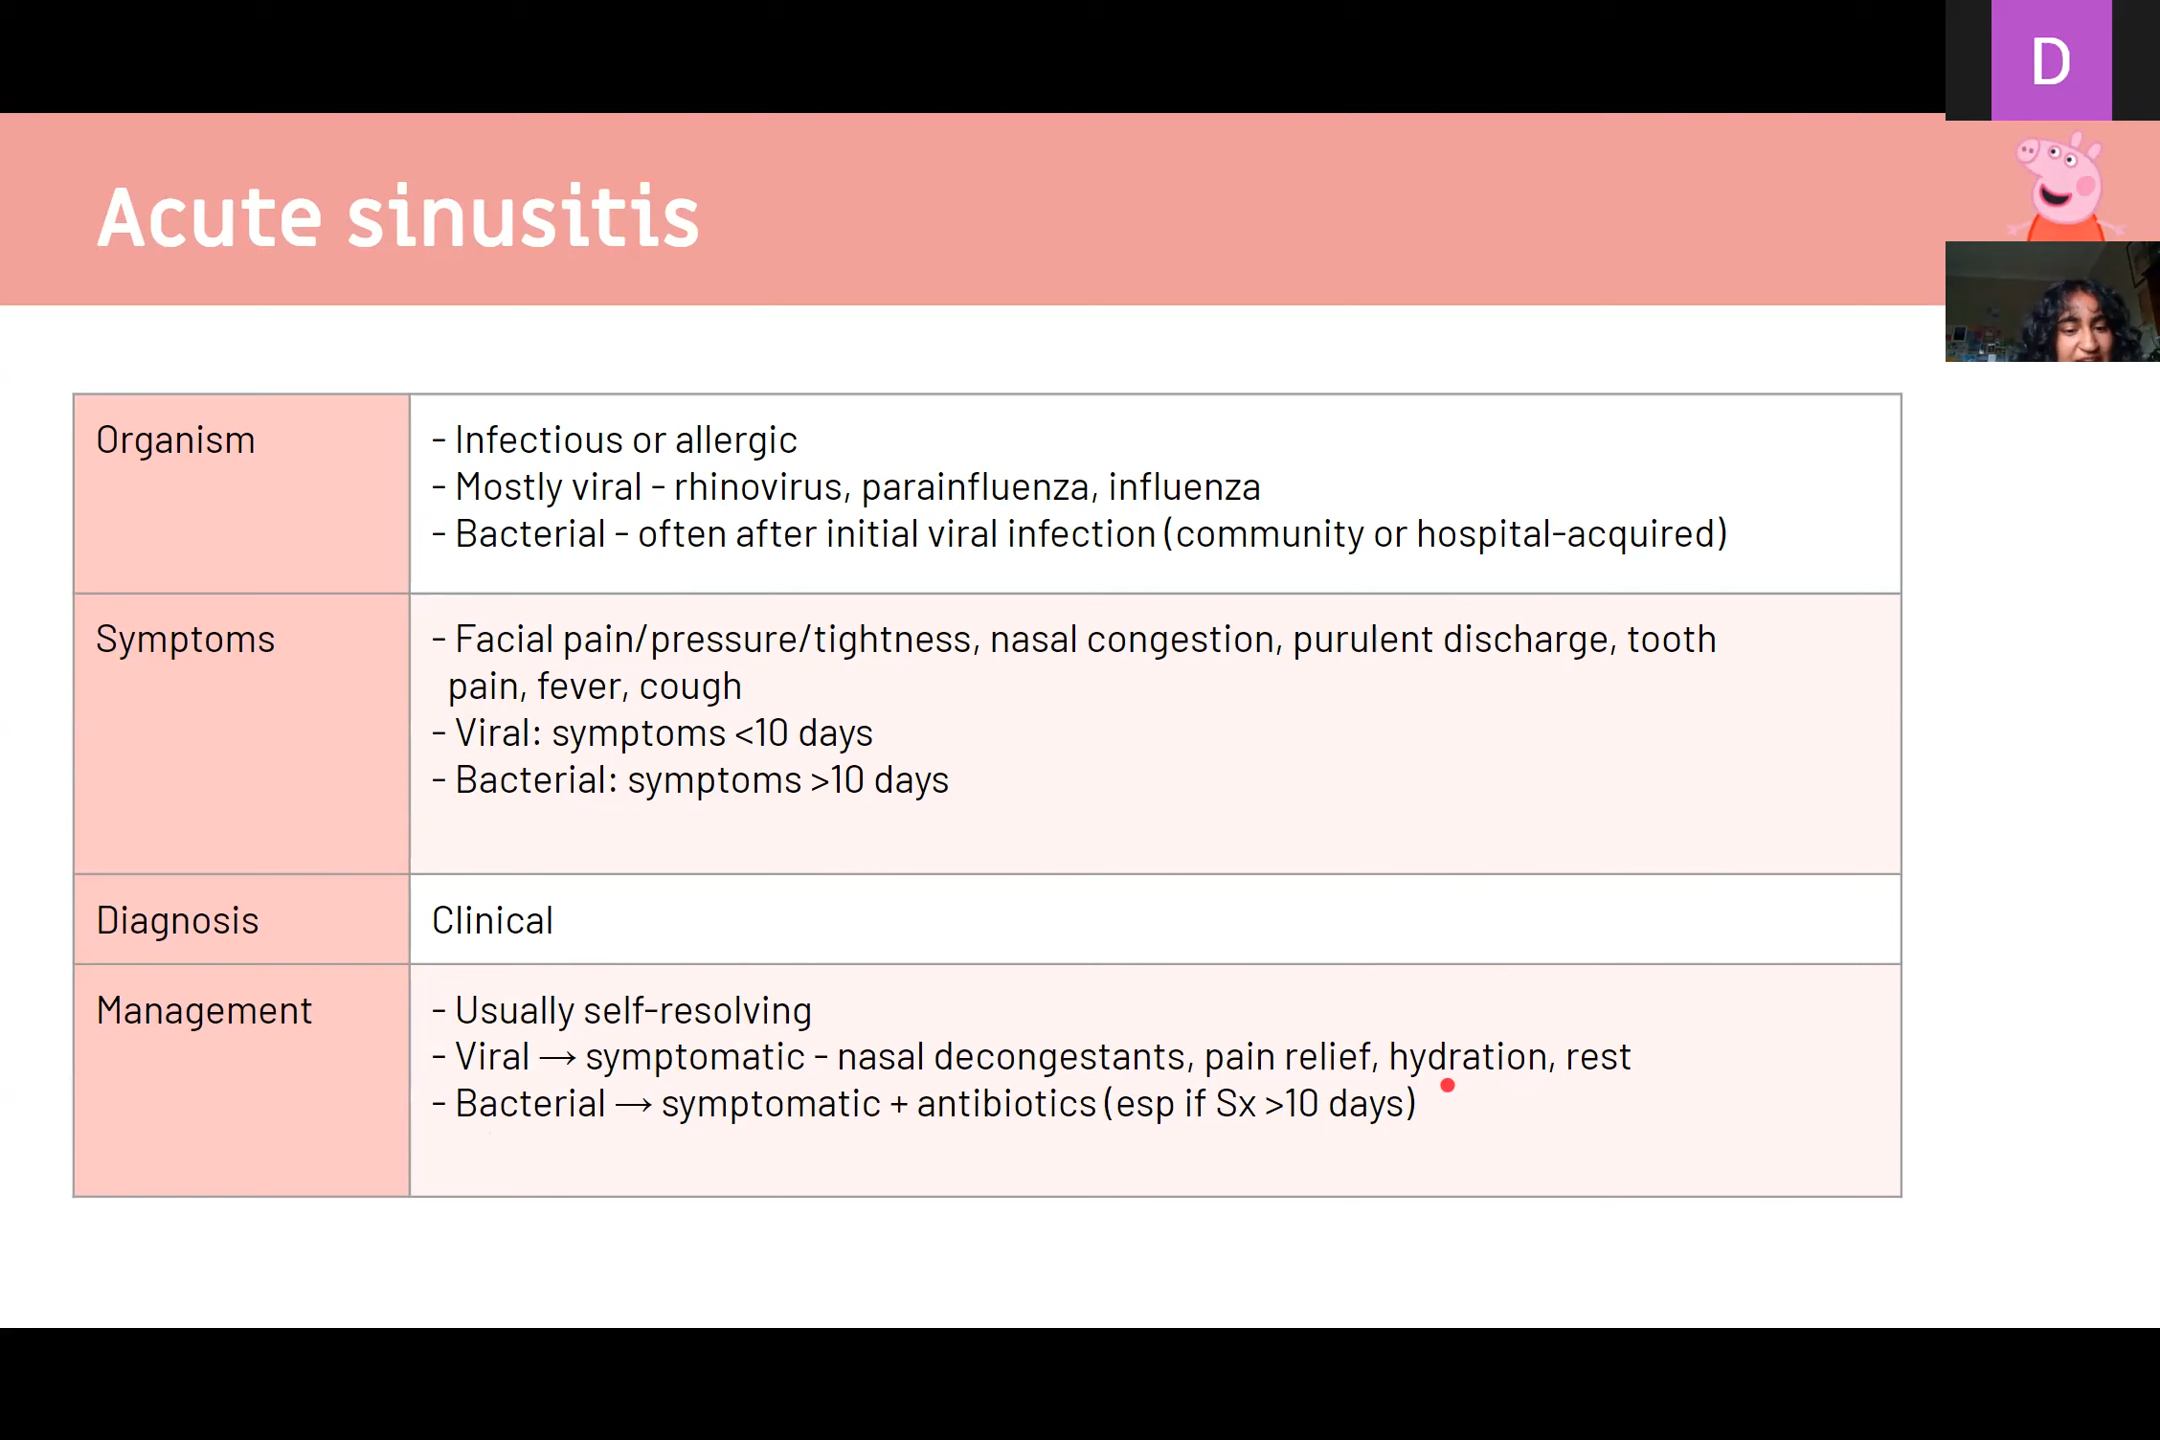 D
Acute sinusitis
Organism
- Infectious or allergic
- Mostly viral - rhinovirus, parainfluenza, influenza
- Bacterial - often after initial viral infection (community or hospital-acquired)
Symptoms
- Facial pain/pressure/tightness, nasal congestion, purulent discharge, tooth
pain, fever, cough
- Viral: symptoms <10 days
- Bacterial: symptoms >10 days
Diagnosis
Clinical
Management
- Usually self-resolving
- Viral → symptomatic - nasal decongestants, pain relief, hydration, rest
- Bacterial → symptomatic + antibiotics (esp if Sx >10 days)